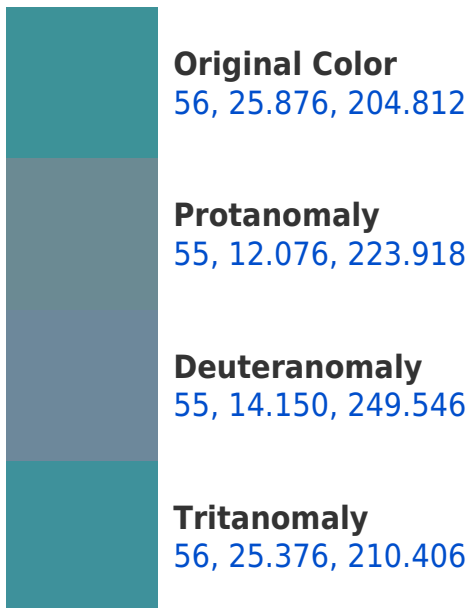 Original Color
56, 25.876, 204.812
Protanomaly
55, 12.076, 223.918
Deuteranomaly
55, 14.150, 249.546
Tritanomaly
56, 25.376, 210.406